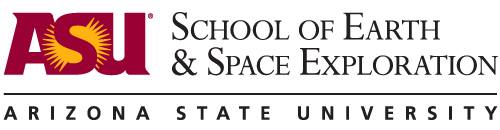 ASU® SCHOOL OF EARTH
& SPACE EXPLORATION
ARIZONA STATE UNIVERSITY